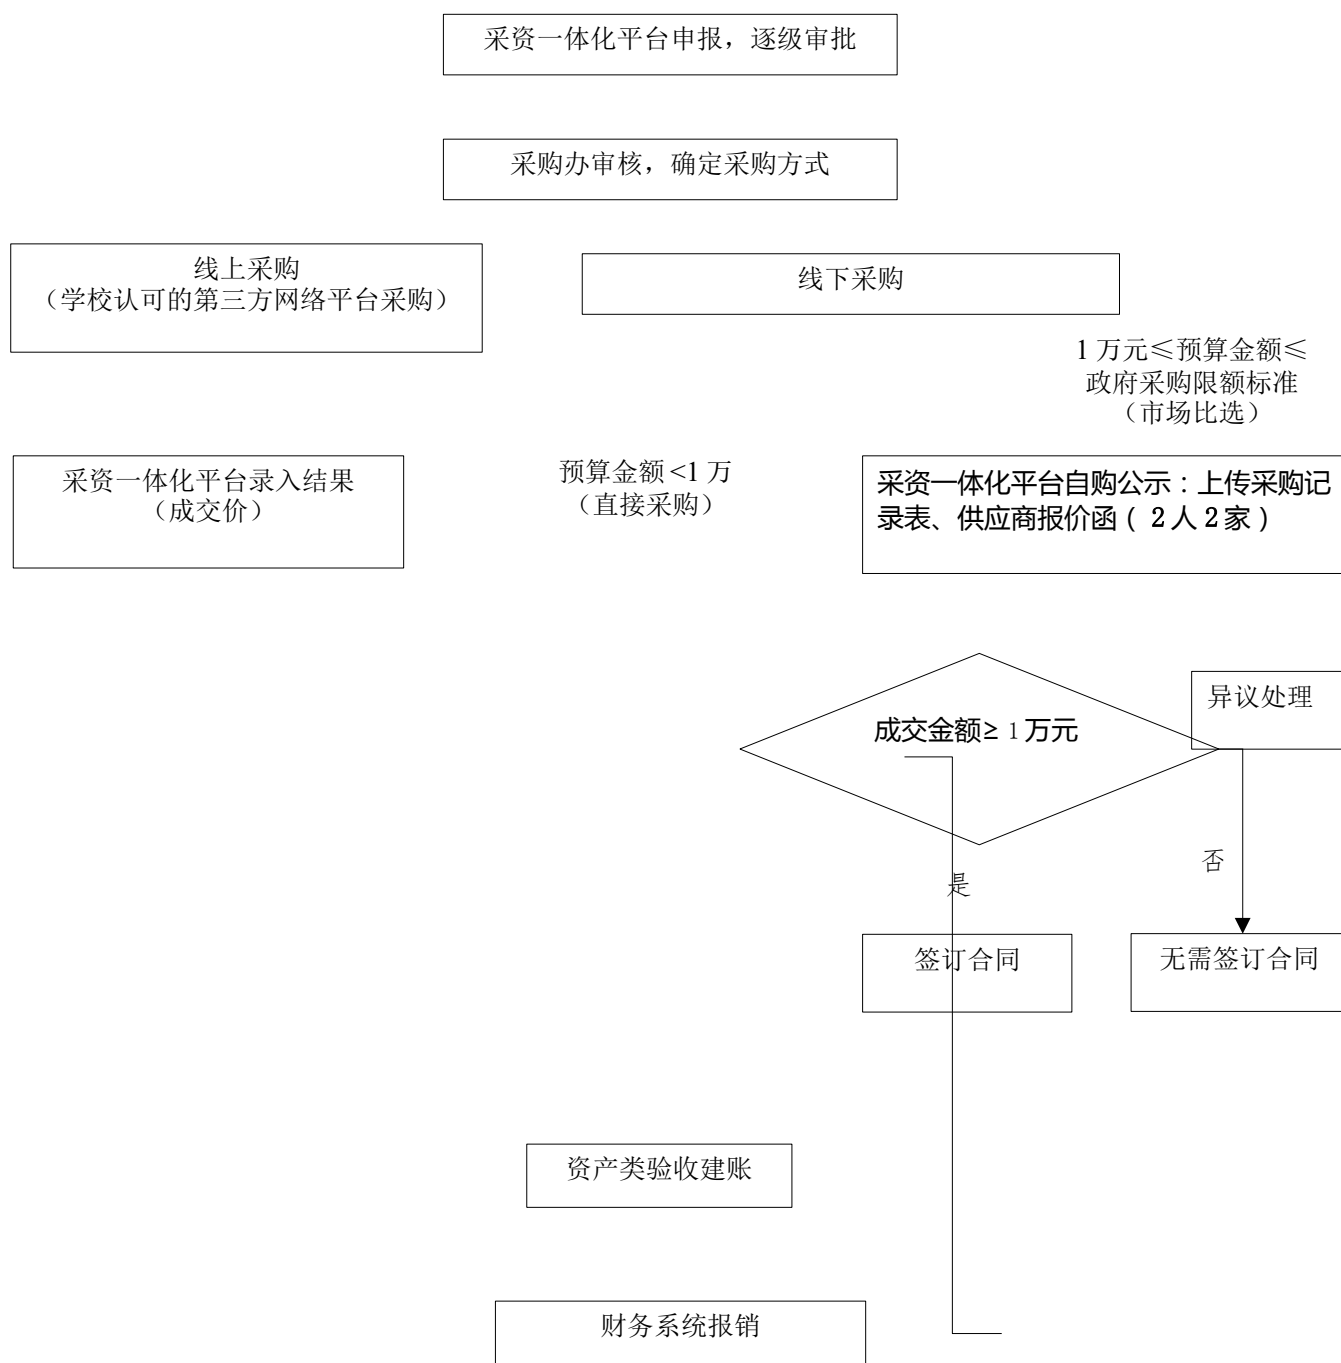 采资一体化平台申报，逐级审批
采购办审核，确定采购方式
线上采购
（学校认可的第三方网络平台采购）
线下采购
1 万元≤预算金额≤
政府采购限额标准
（市场比选）
采资一体化平台录入结果
（成交价）
预算金额<1 万
（直接采购）
采资一体化平台自购公示：上传采购记
录表、供应商报价函（ 2人 2家 ）
异议处理
成交金额≥ 1 万元
否
是
签订合同
无需签订合同
资产类验收建账
财务系统报销